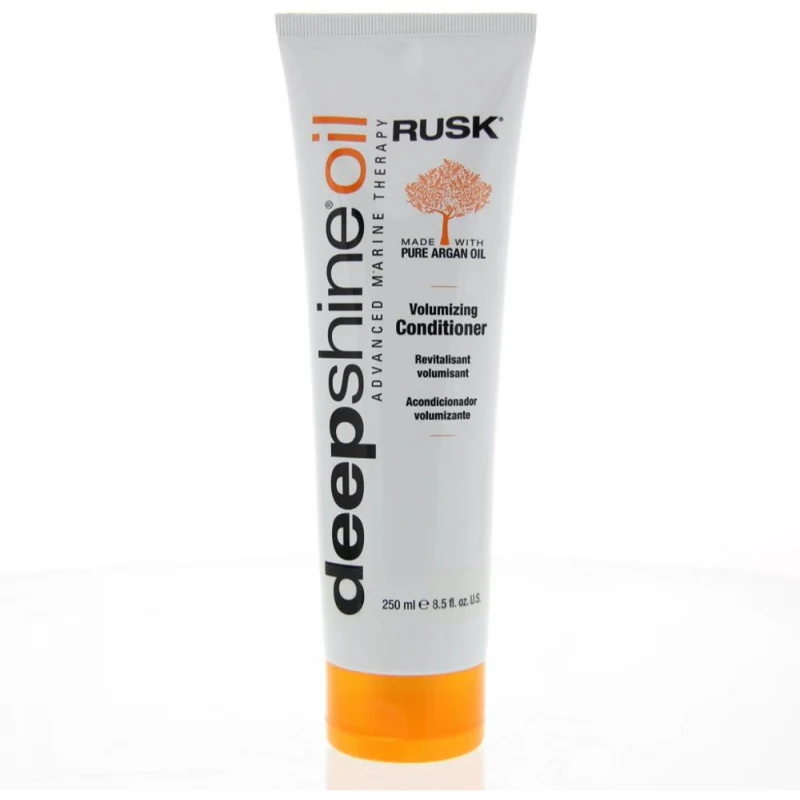 deepshine® oil
ADVANCED MARINE THERAPY
RUSK®
MADE WITH
PURE ARGAN OIL
Volumizing
Conditioner
Revitalisant
volumisant
Acondicionador
volumizante
250 ml ℮ 8.5 fl. oz. U.S.